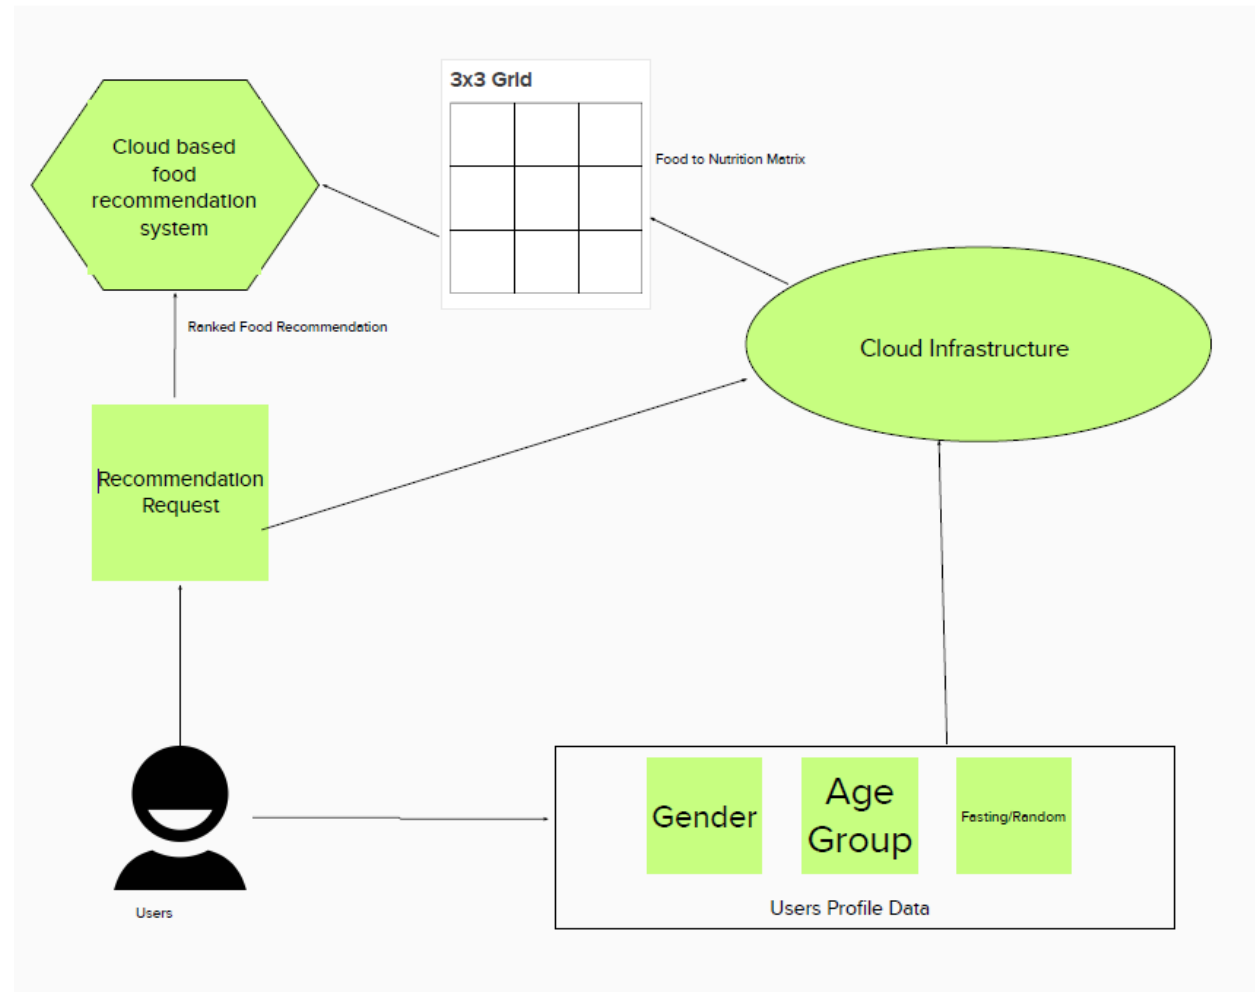 3x3 Grid
Cloud based
food
recommendation
system
Food to Nutrition Matrix
Ranked Food Recommendation
Cloud Infrastructure
Recommendation
Request
Gender
Age
Group
Fasting/Random
Users Profile Data
Users